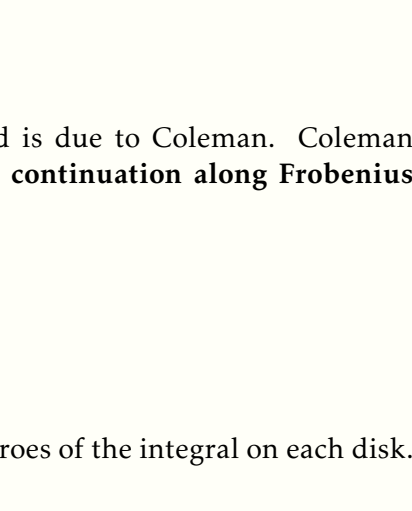 d is due to Coleman. Coleman
continuation along Frobenius
roes of the integral on each disk.